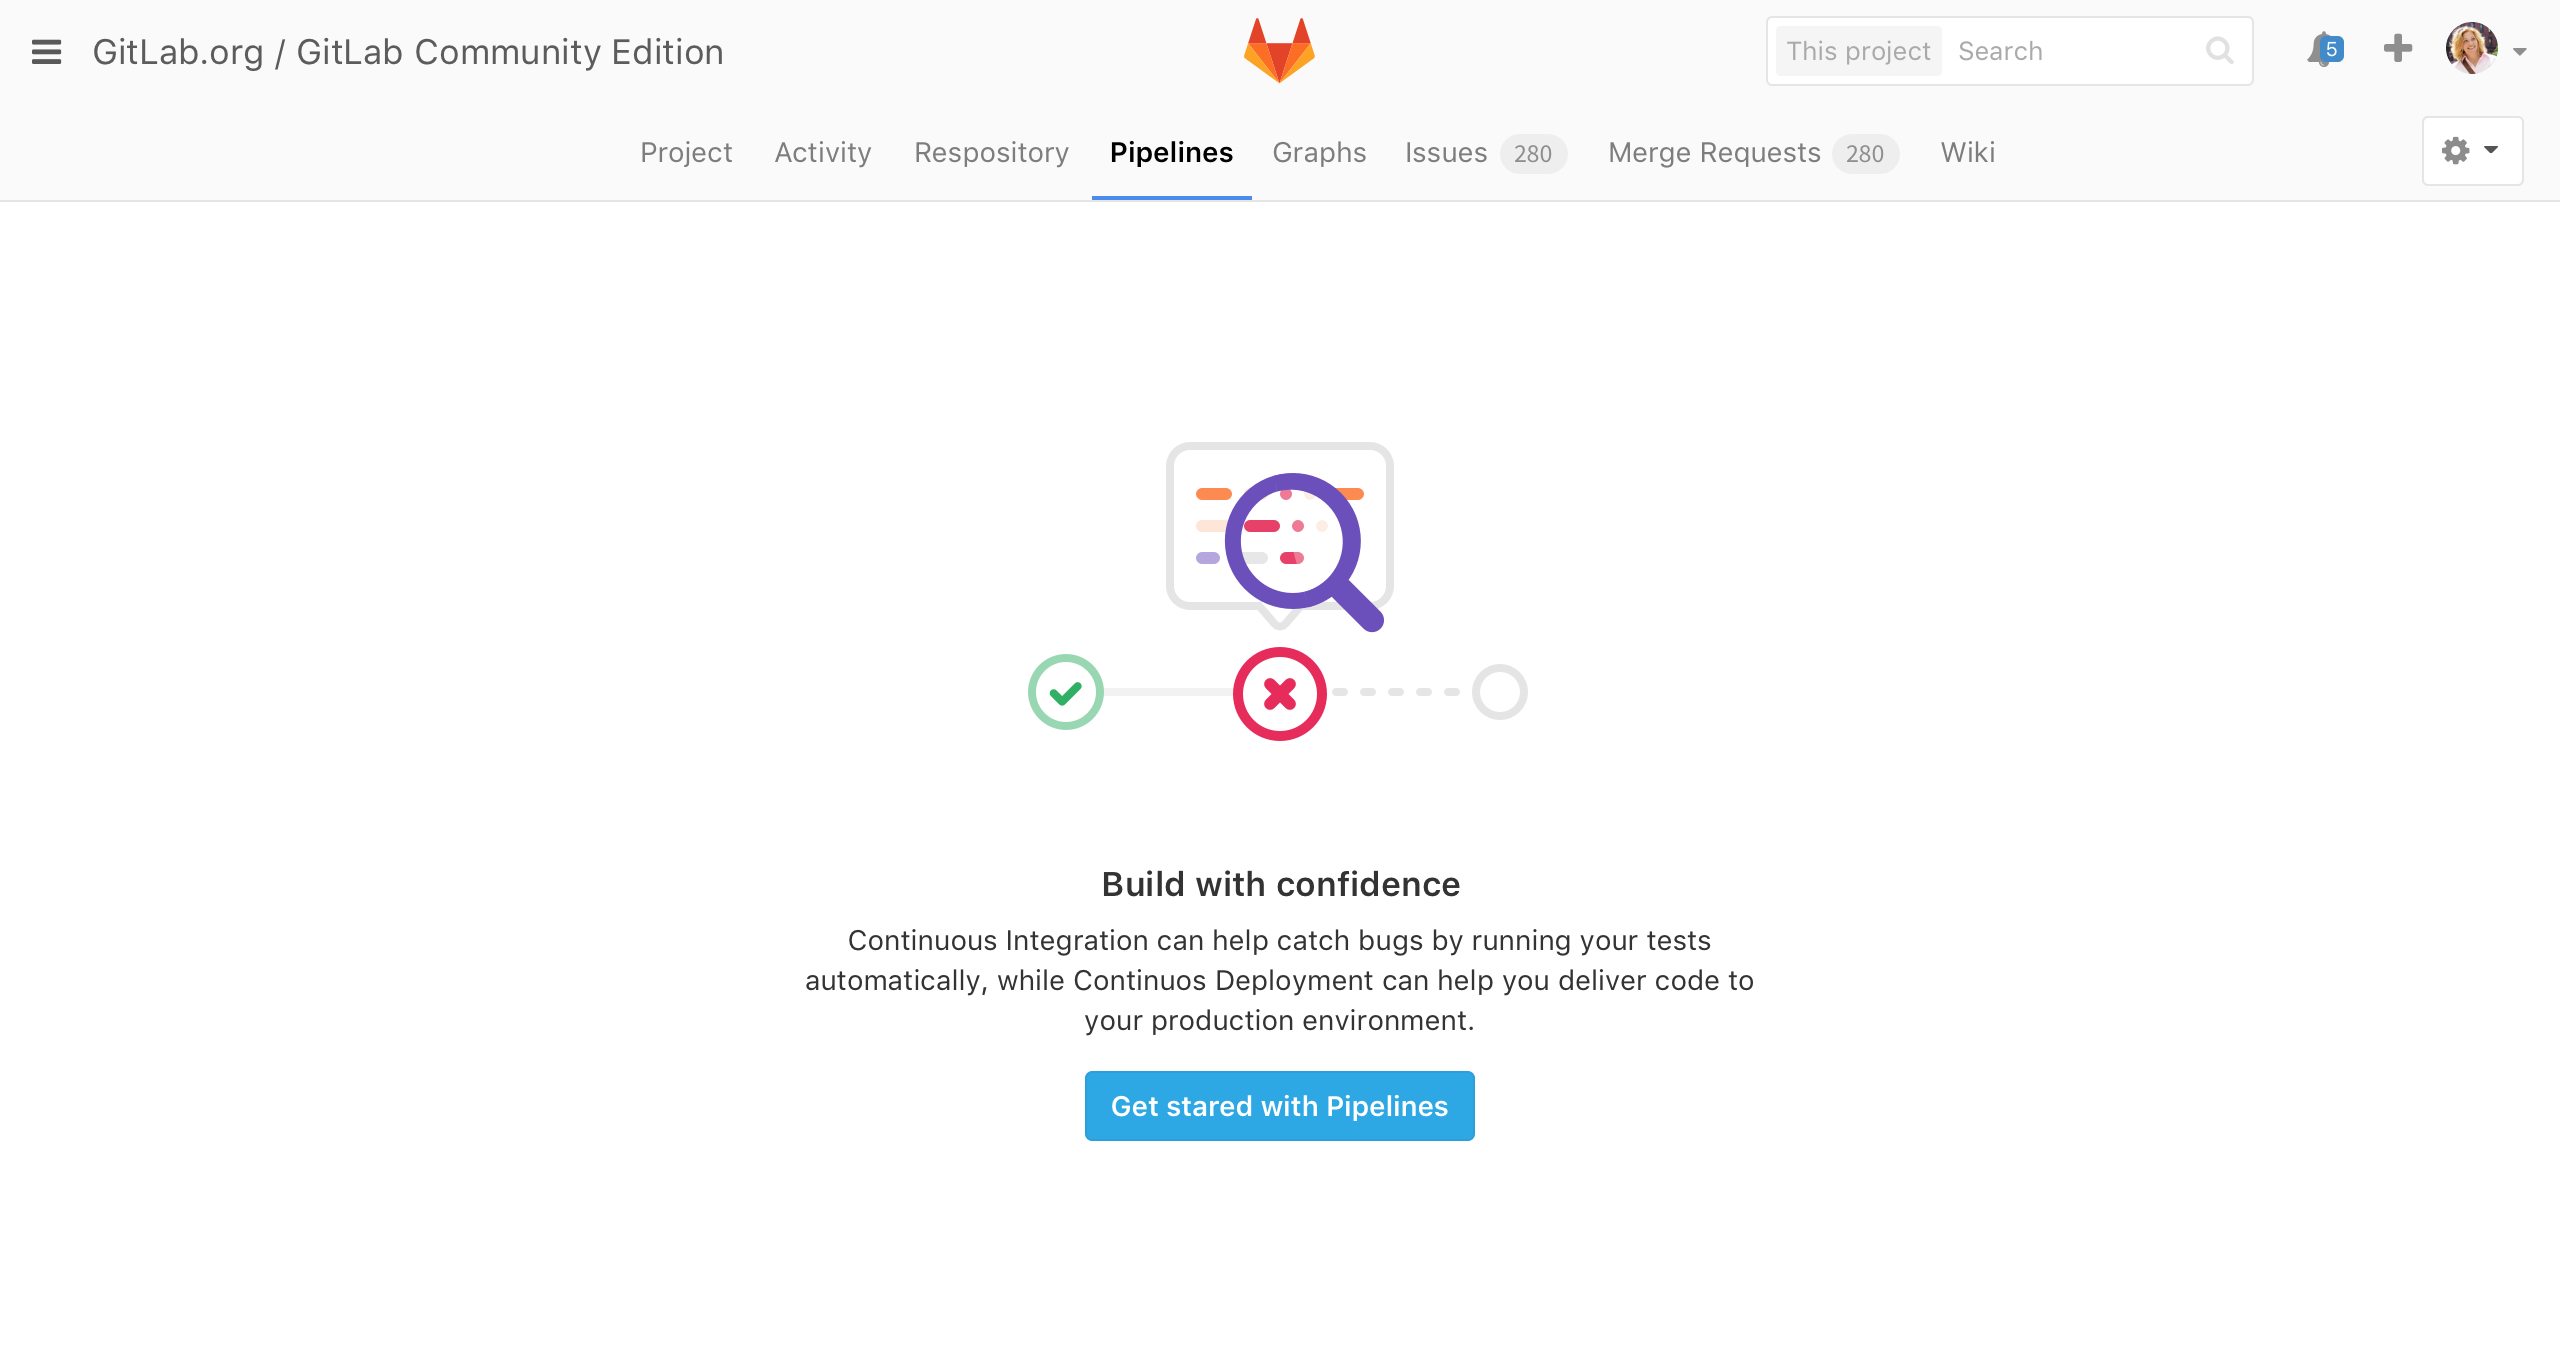 GitLab.org / GitLab Community Edition
This project Search
5
Project Activity Respository Pipelines Graphs Issues 280 Merge Requests 280 Wiki
Build with confidence
Continuous Integration can help catch bugs by running your tests
automatically, while Continuos Deployment can help you deliver code to
your production environment.
Get stared with Pipelines